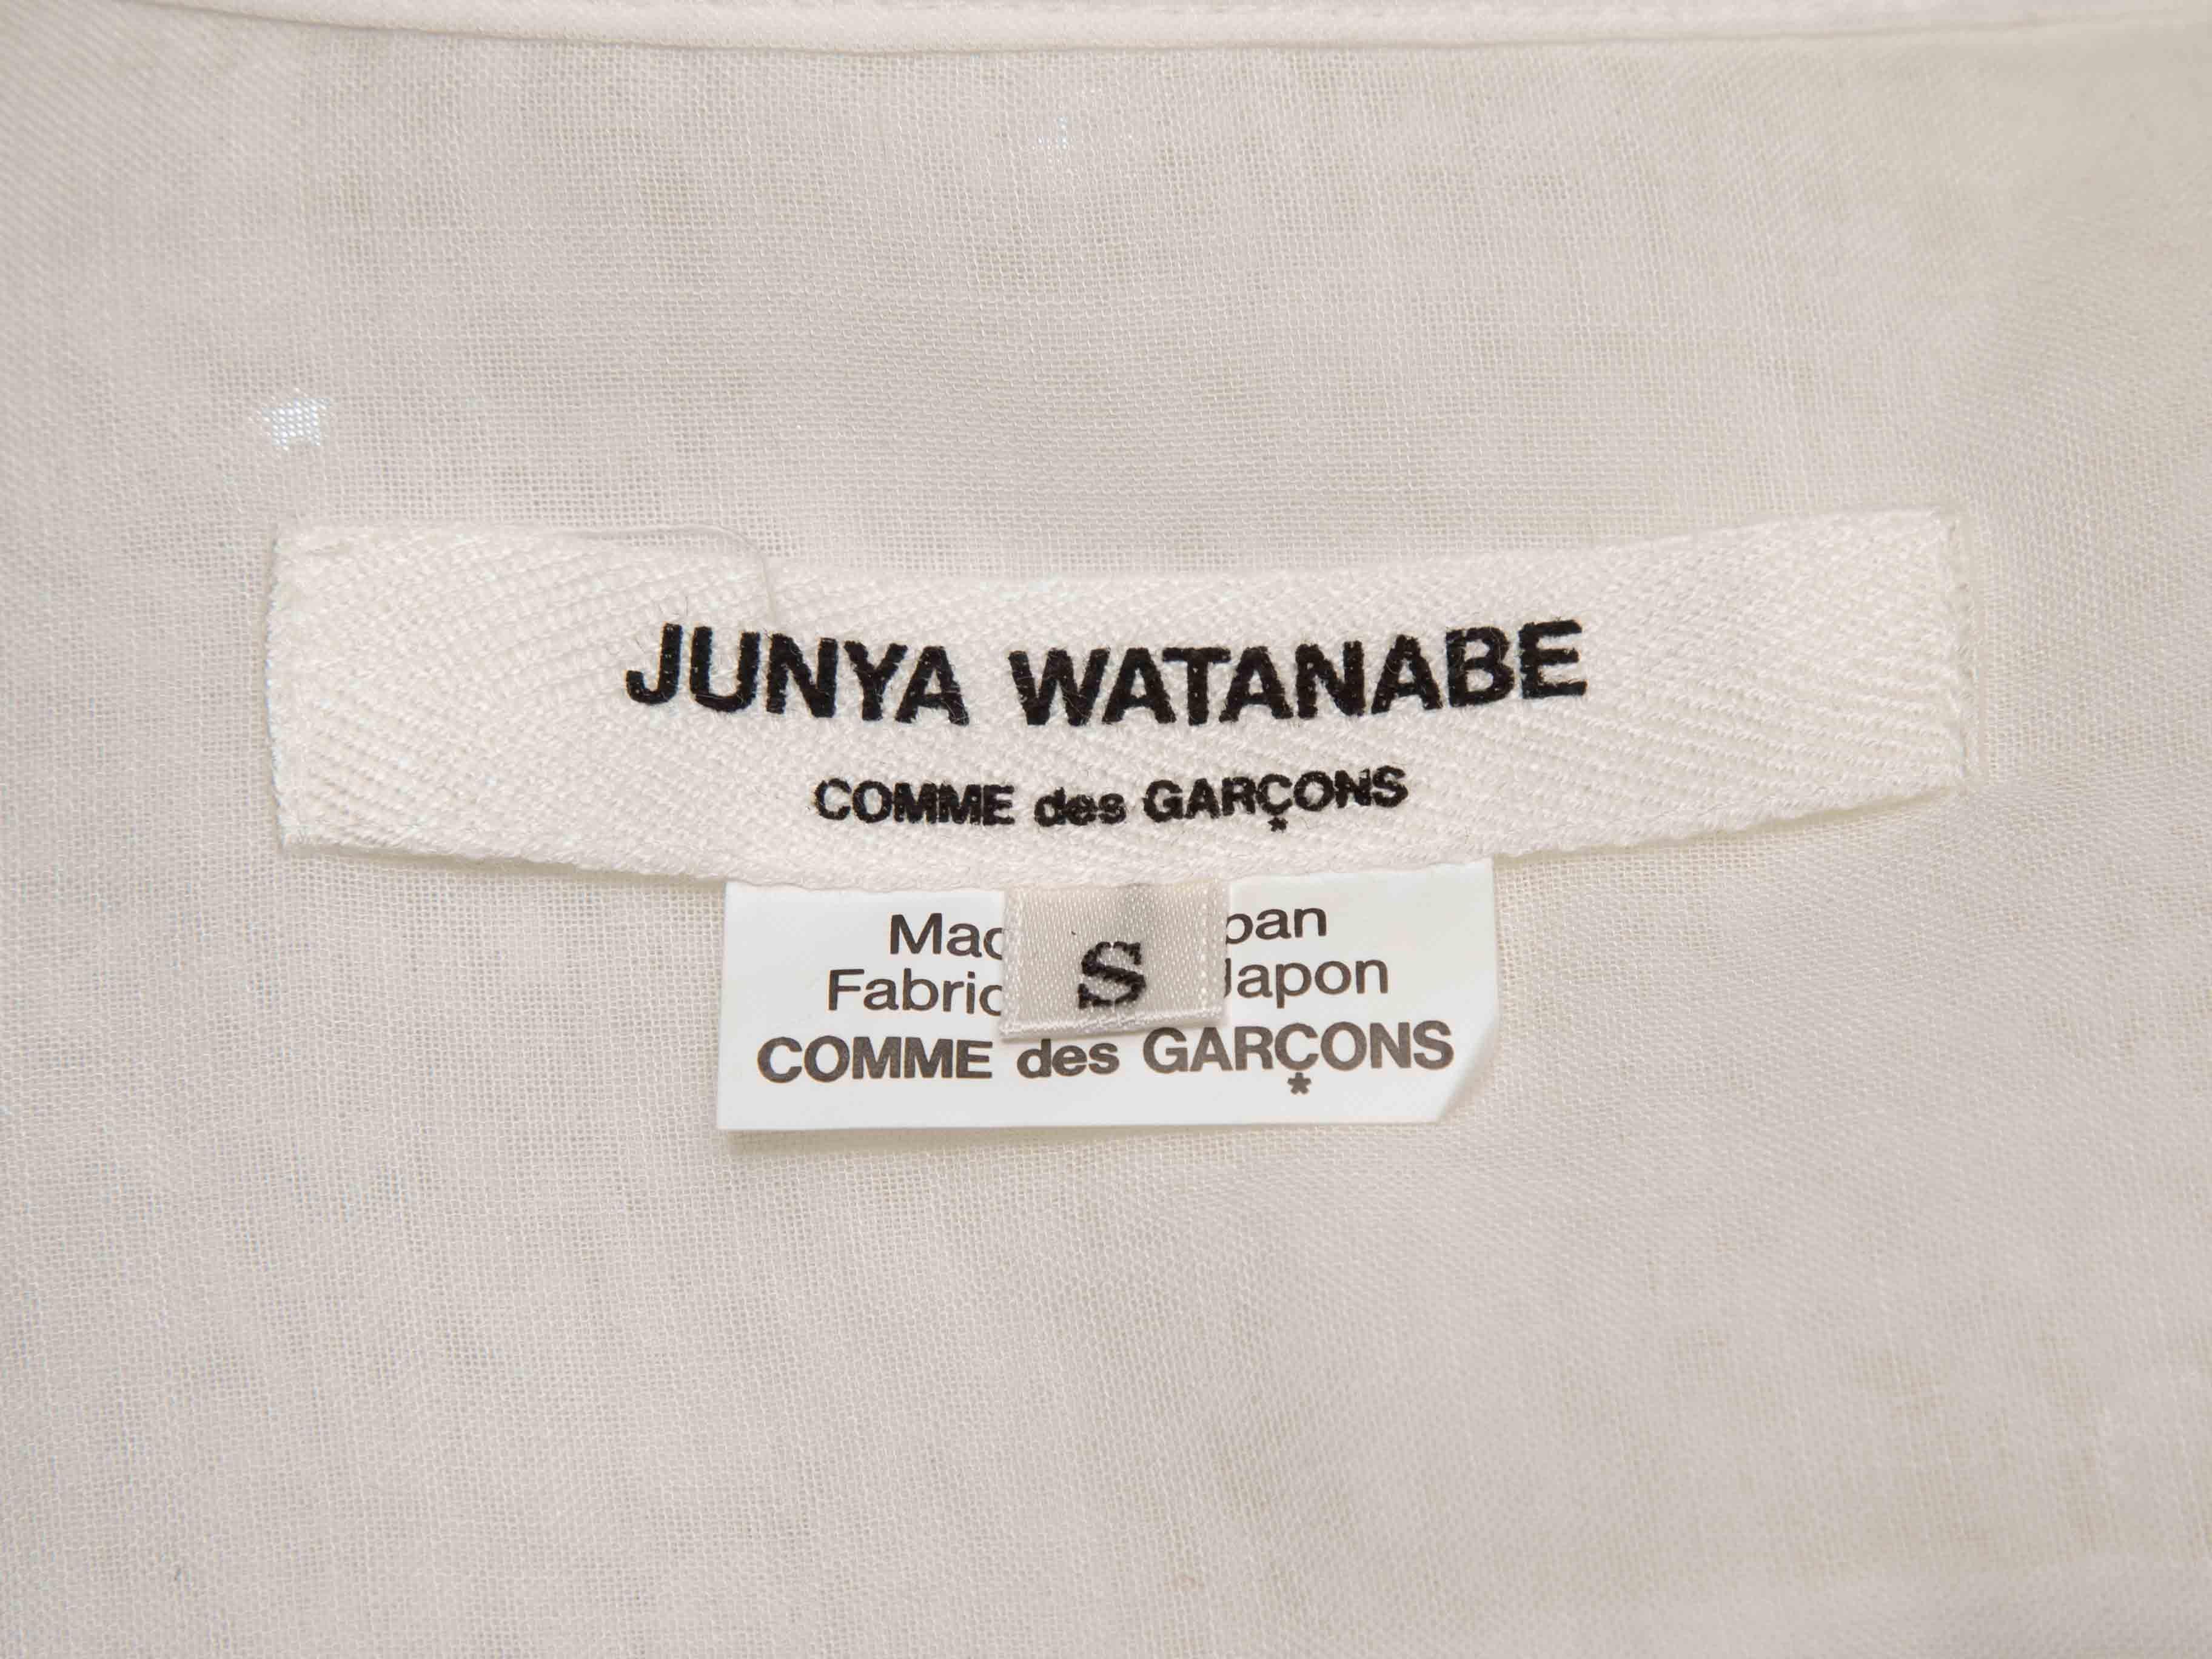 JUNYA WATANABE
COMME des GARÇONS
S
Mac pan
Fabric Japon
COMME des GARÇONS